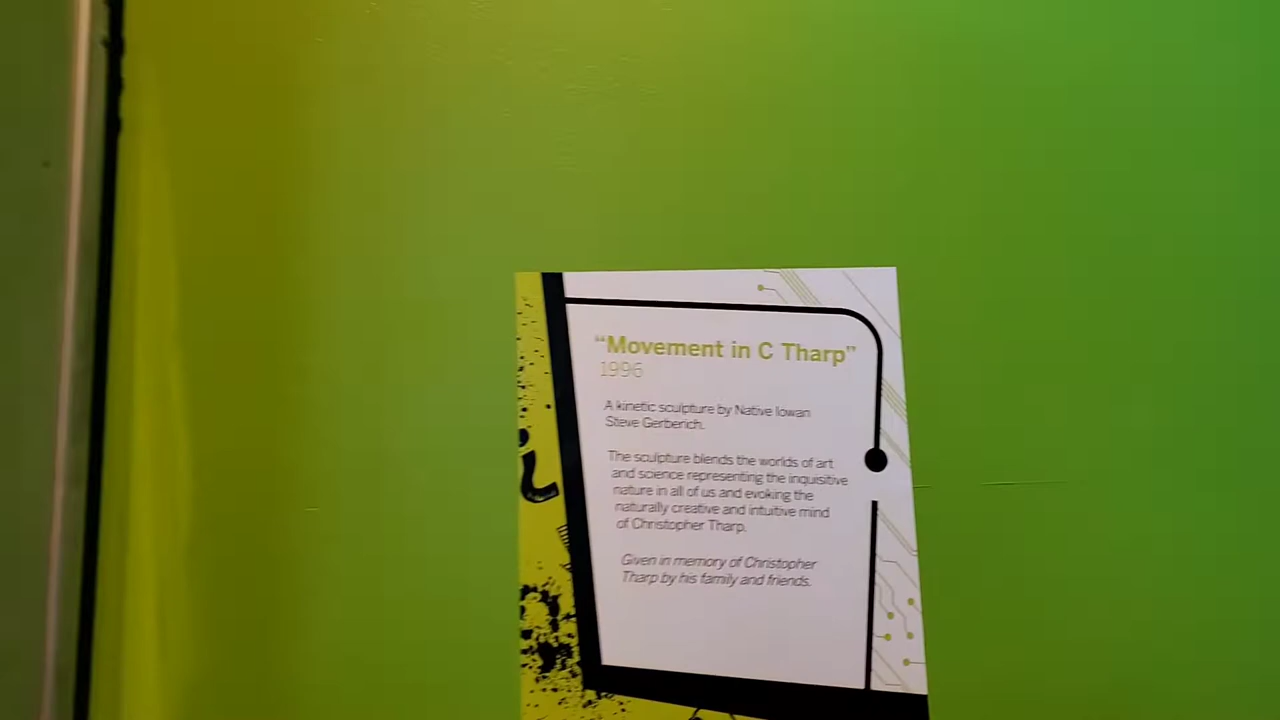 “Movement in C Tharp”
1996
A kinetic sculpture by Native Iowan
Steve Gerberich.
The sculpture blends the worlds of art
and science representing the inquisitive
nature in all of us and evoking the
naturally creative and intuitive mind
of Christopher Tharp.
Given in memory of Christopher
Tharp by his family and friends.